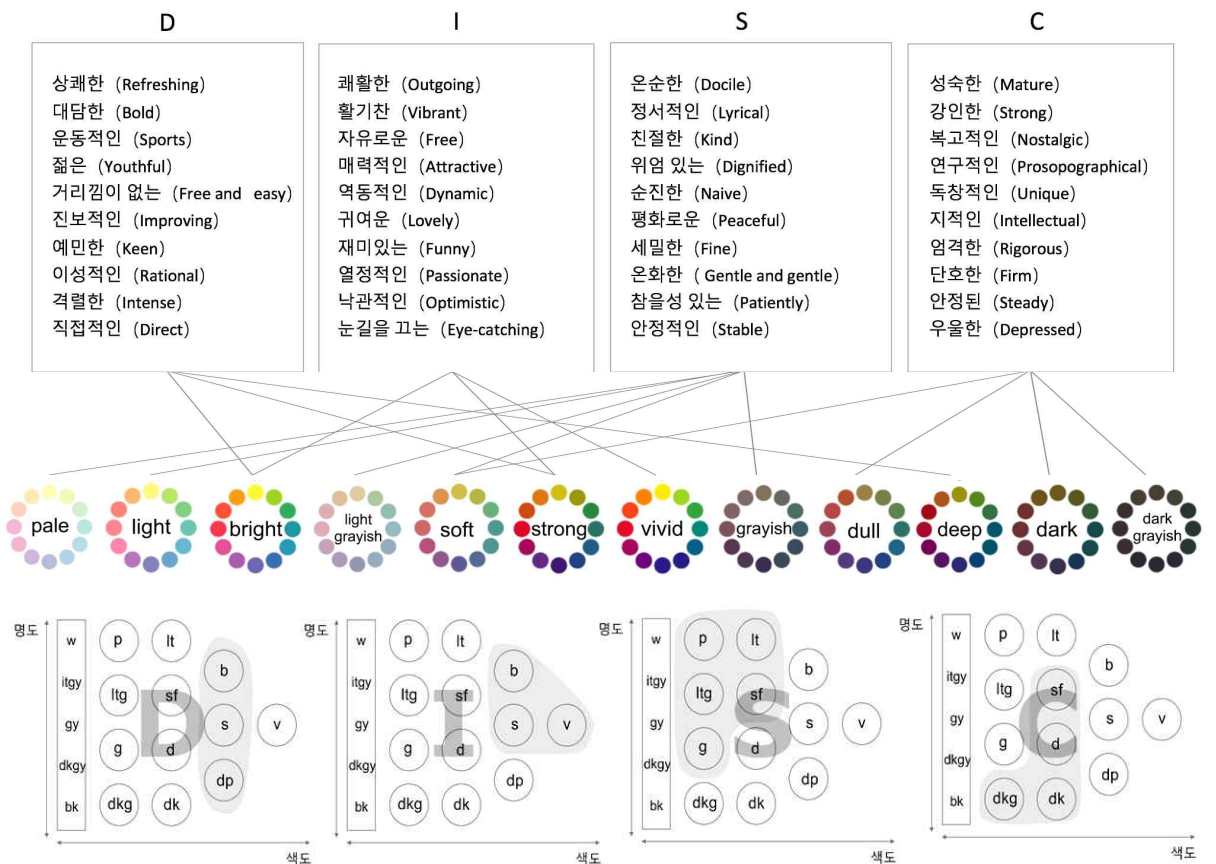 D
상쾌한 (Refreshing)
대담한 (Bold)
운동적인 (Sports)
젊은 (Youthful)
거리낌이 없는 (Free and easy)
진보적인 (Improving)
예민한 (Keen)
이성적인 (Rational)
격렬한 (Intense)
직접적인 (Direct)
I
쾌활한 (Outgoing)
활기찬 (Vibrant)
자유로운 (Free)
매력적인 (Attractive)
역동적인 (Dynamic)
귀여운 (Lovely)
재미있는 (Funny)
열정적인 (Passionate)
낙관적인 (Optimistic)
눈길을 끄는 (Eye-catching)
S
온순한 (Docile)
정서적인 (Lyrical)
친절한 (Kind)
위엄 있는 (Dignified)
순진한 (Naive)
평화로운 (Peaceful)
세밀한 (Fine)
온화한 ( Gentle and gentle)
참을성 있는 (Patiently)
안정적인 (Stable)
C
성숙한 (Mature)
강인한 (Strong)
복고적인 (Nostalgic)
연구적인 (Prosopographical)
독창적인 (Unique)
지적인 (Intellectual)
엄격한 (Rigorous)
단호한 (Firm)
안정된 (Steady)
우울한 (Depressed)
pale
light
bright
light
grayish
soft
strong
vivid
grayish
dull
deep
dark
dark
grayish
명도
w
itgy
gy
dkgy
bk
p
lt
b
ltg
sf
s
v
g
d
dp
dkg
dk
D
색도
명도
w
itgy
gy
dkgy
bk
p
lt
b
ltg
sf
s
v
g
d
dp
dkg
dk
I
색도
명도
w
itgy
gy
dkgy
bk
p
lt
b
ltg
sf
s
v
g
d
dp
dkg
dk
S
색도
명도
w
itgy
gy
dkgy
bk
p
lt
b
ltg
sf
s
v
g
d
dp
dkg
dk
C
색도